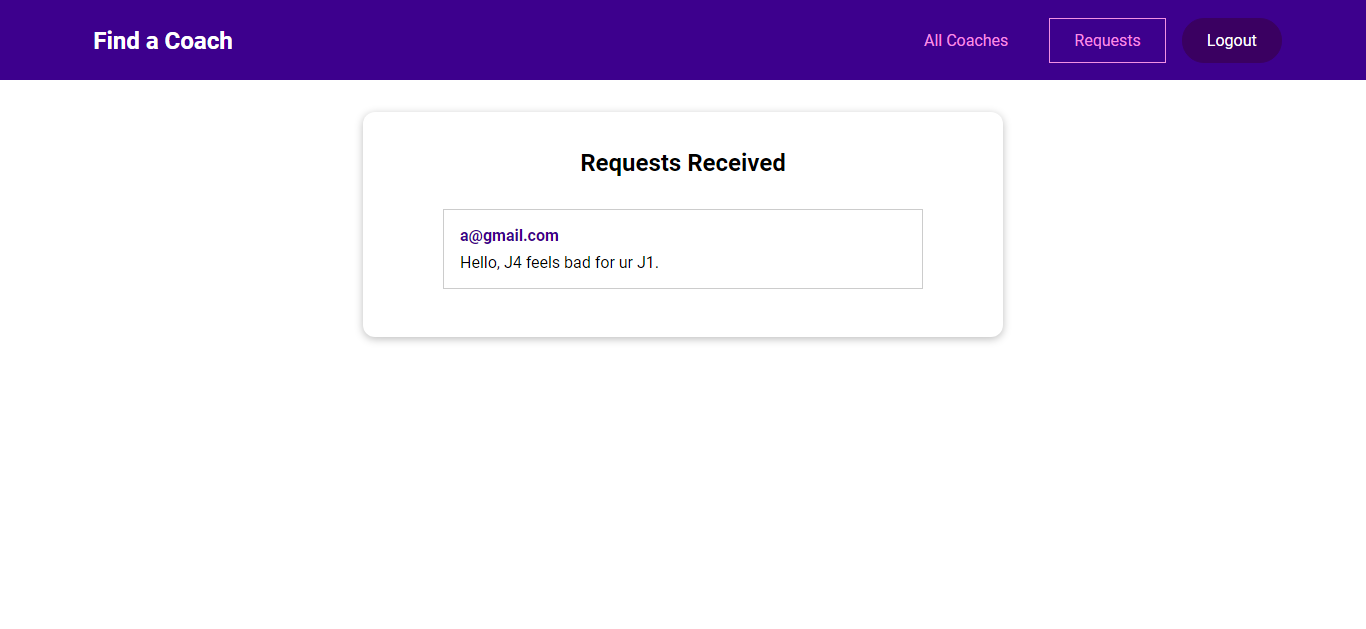 Find a Coach
All Coaches
Requests
Logout
Requests Received
a@gmail.com
Hello, J4 feels bad for ur J1.